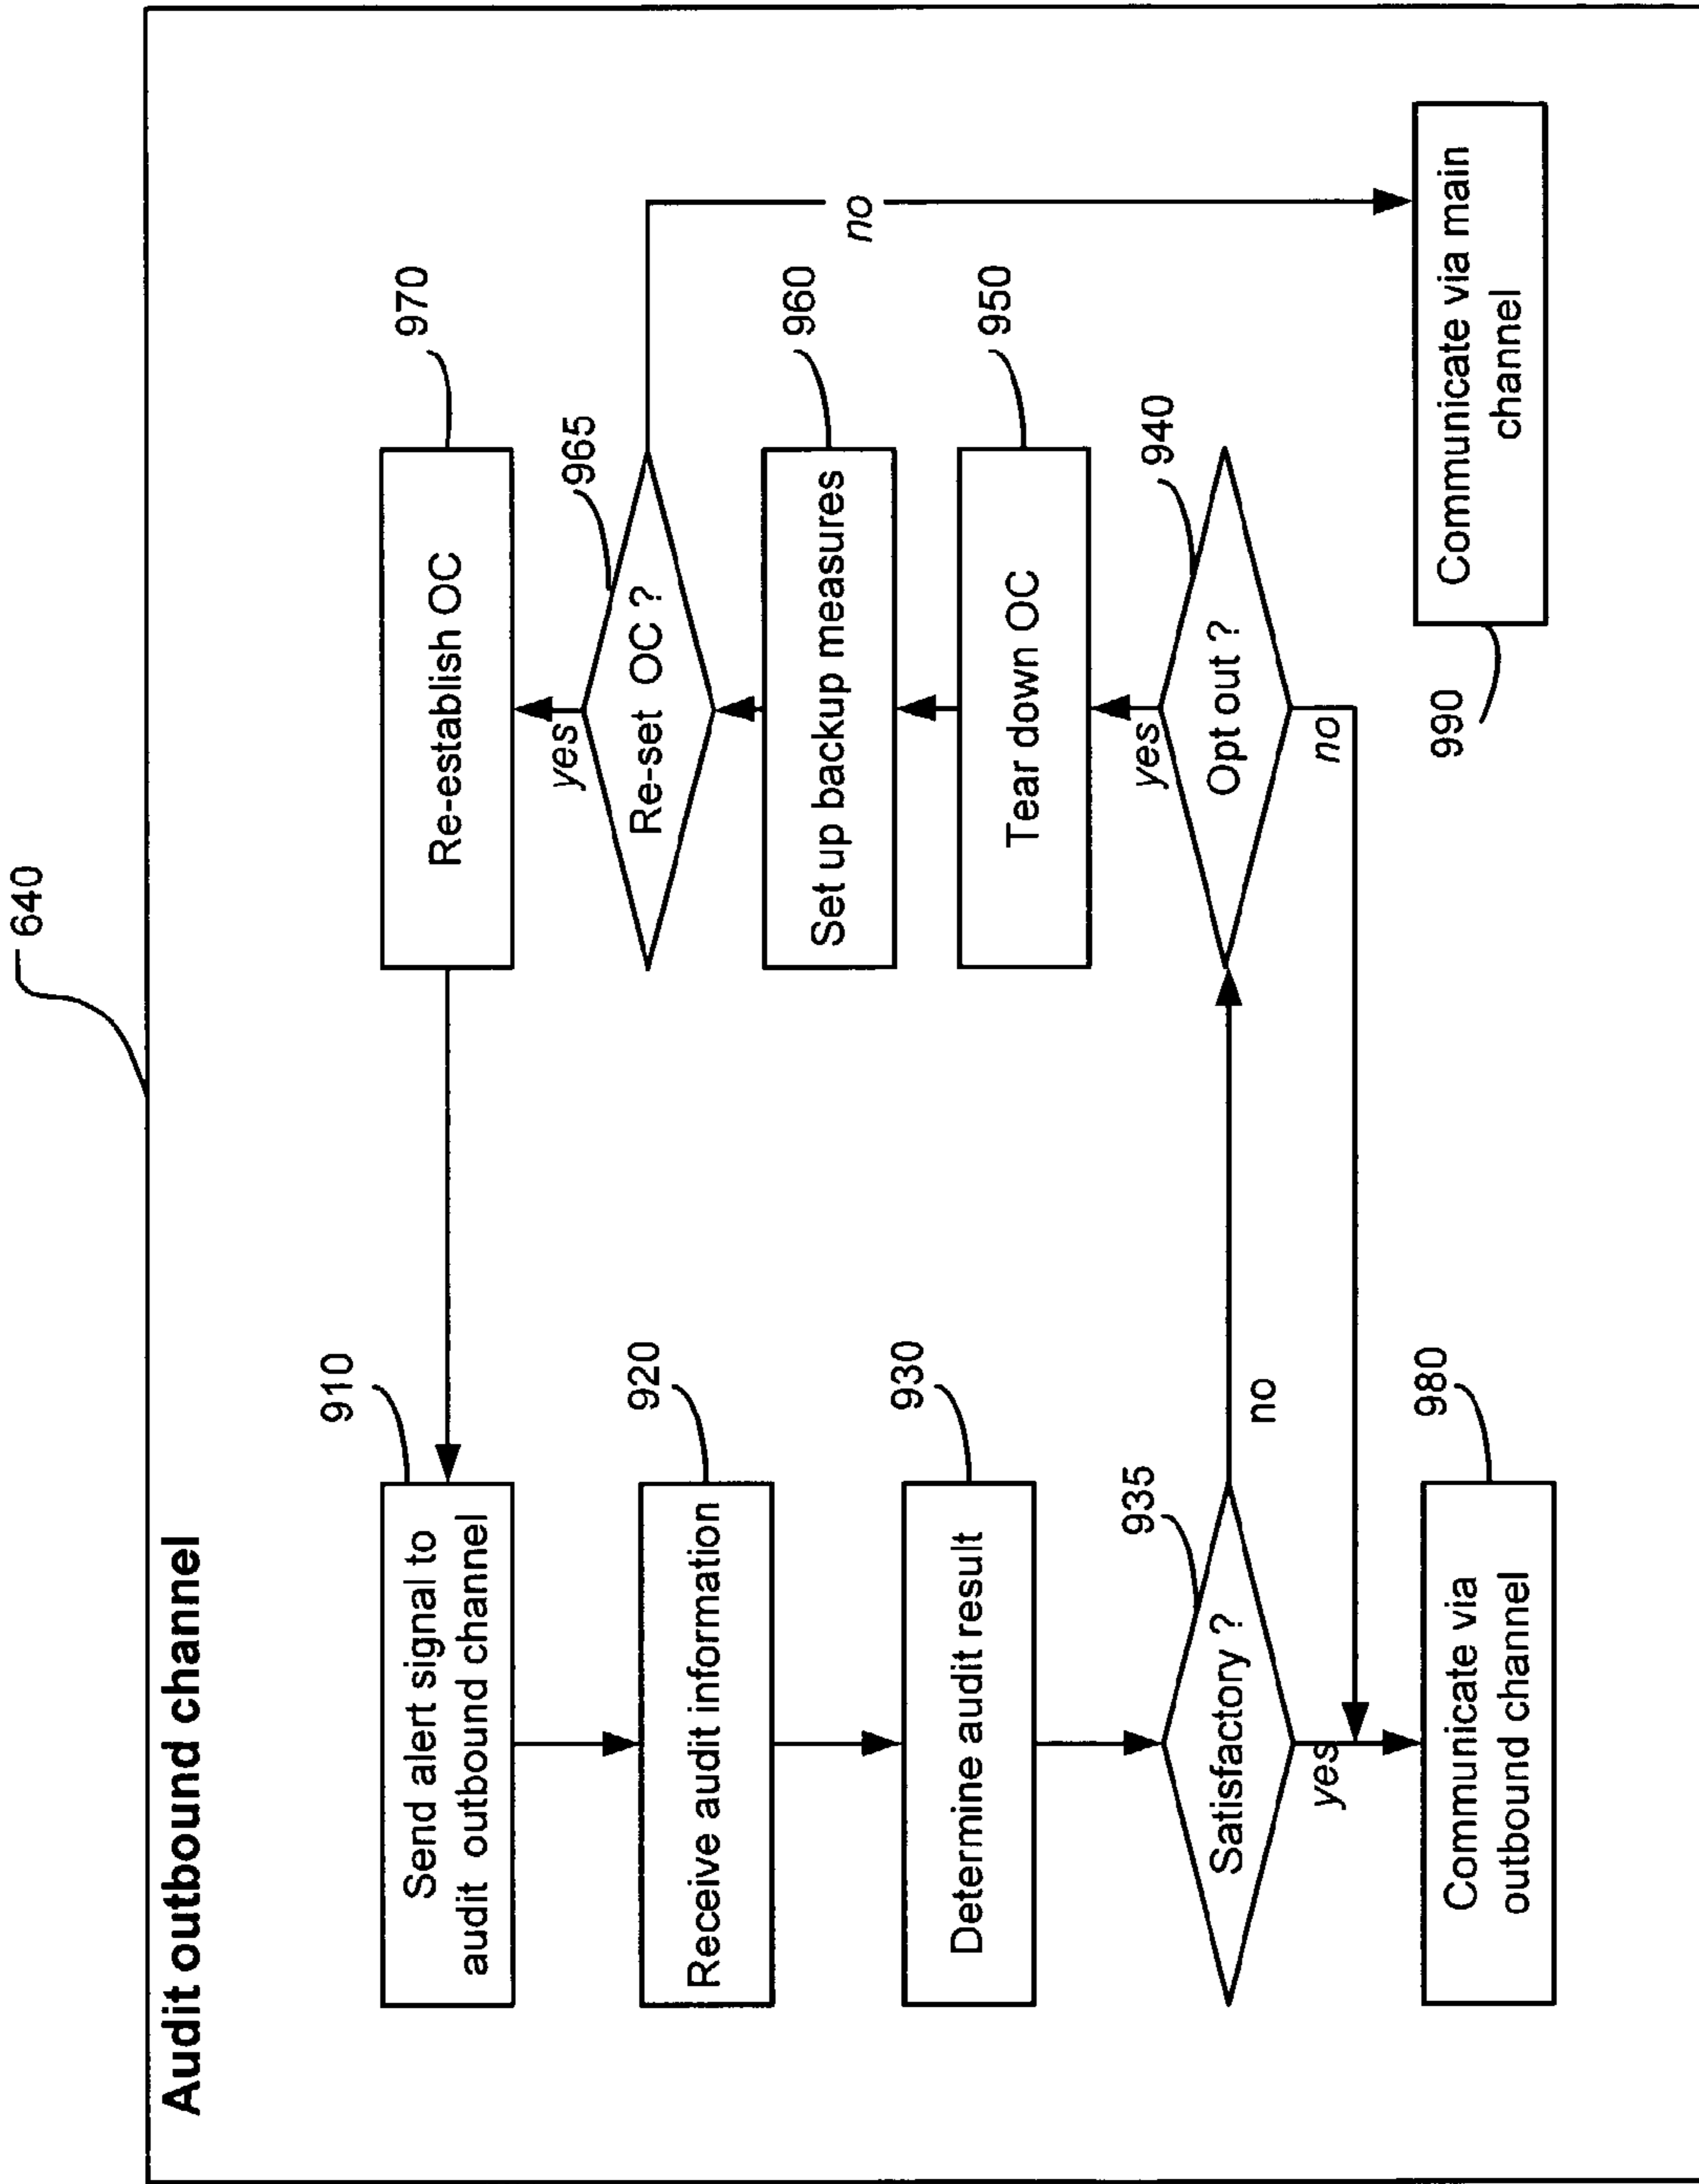 640
Audit outbound channel
910
Send alert signal to
audit outbound channel
920
Receive audit information
930
Determine audit result
935
Satisfactory ?
no
yes
980
Communicate via
outbound channel
970
Re-establish OC
yes
965
Re-set OC ?
no
960
Set up backup measures
950
Tear down OC
yes
940
Opt out ?
no
990
Communicate via main
channel